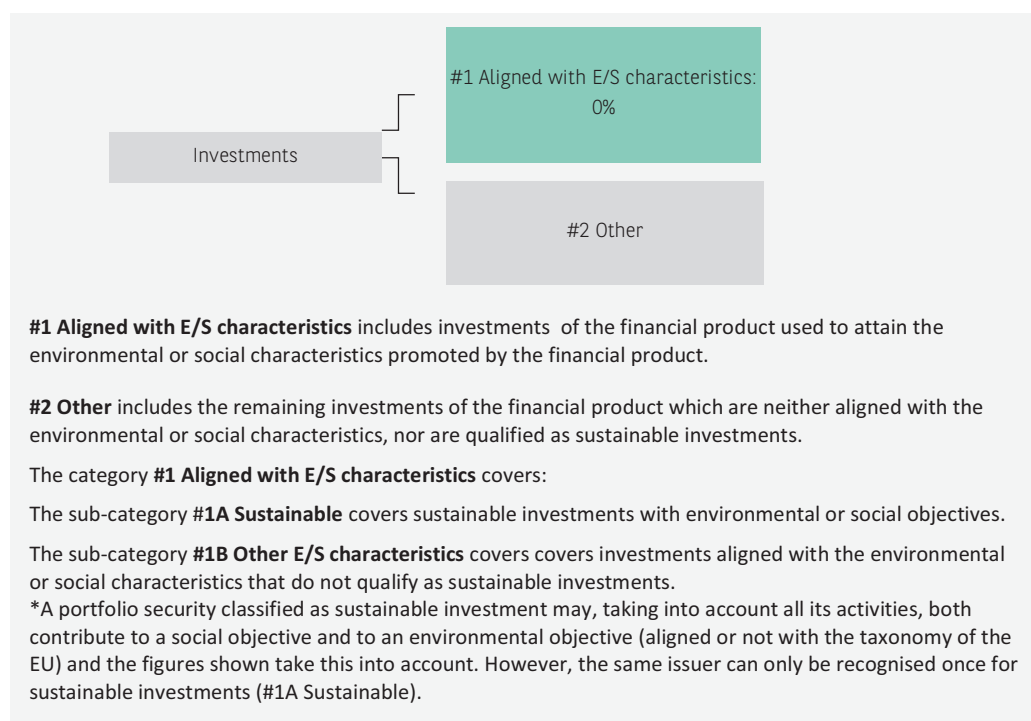 #1 Aligned with E/S characteristics:
0%
Investments
#2 Other
#1 Aligned with E/S characteristics includes investments  of the financial product used to attain the
environmental or social characteristics promoted by the financial product.
#2 Other includes the remaining investments of the financial product which are neither aligned with the
environmental or social characteristics, nor are qualified as sustainable investments.
The category #1 Aligned with E/S characteristics covers:
The sub-category #1A Sustainable covers sustainable investments with environmental or social objectives.
The sub-category #1B Other E/S characteristics covers covers investments aligned with the environmental
or social characteristics that do not qualify as sustainable investments.
*A portfolio security classified as sustainable investment may, taking into account all its activities, both
contribute to a social objective and to an environmental objective (aligned or not with the taxonomy of the
EU) and the figures shown take this into account. However, the same issuer can only be recognised once for
sustainable investments (#1A Sustainable).